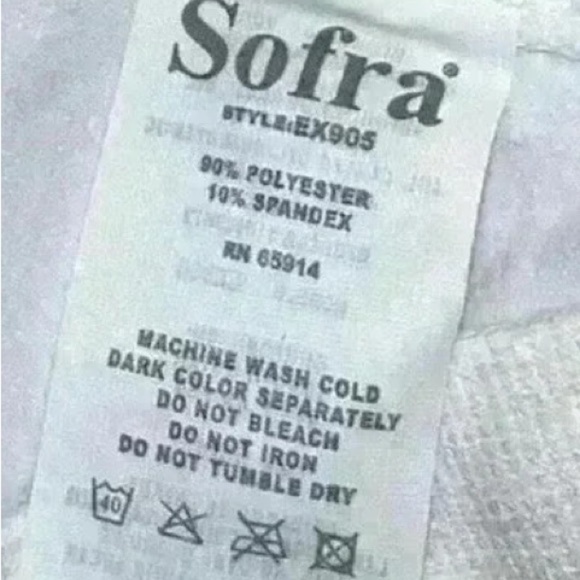 Sofra
STYLE:EX905
90% POLYESTER
10% SPANDEX
RN 65914
MACHINE WASH COLD
DARK COLOR SEPARATELY
DO NOT BLEACH
DO NOT IRON
DO NOT TUMBLE DRY
40